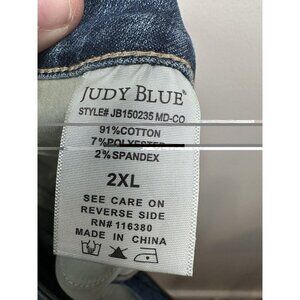 JUDY BLUE®
STYLE# JB150235 MD-CO
91%COTTON
7%POLYESTER
2%SPANDEX
2XL
SEE CARE ON
REVERSE SIDE
RN# 116380
MADE IN CHINA